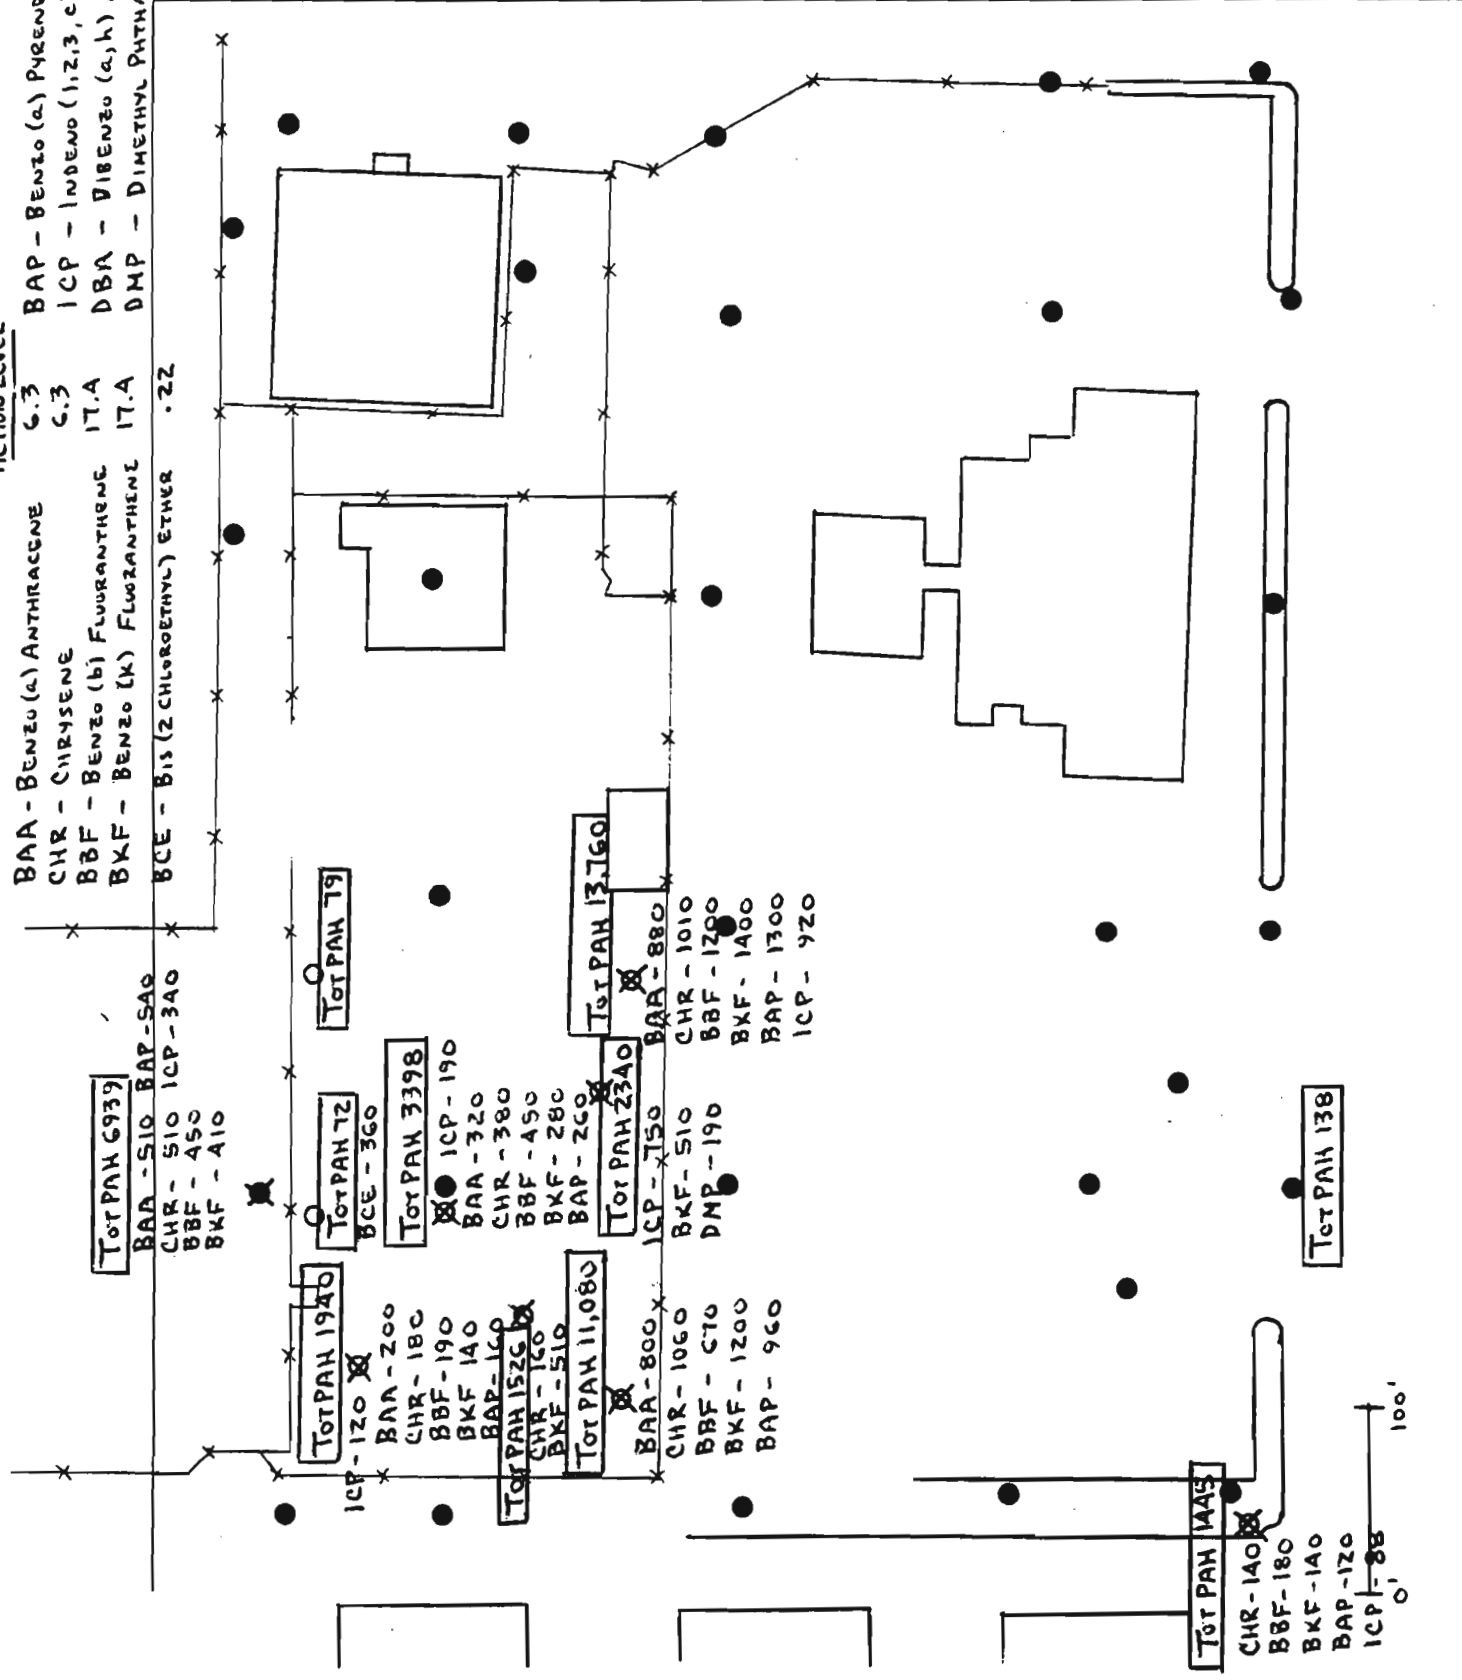 BAA - BENZO (a) ANTHRACENE 6.3 BAP - BENZO (a) PYRENE
CHR - CHRYSENE 6.3 ICP - INDENO (1,2,3,
BBF - BENZO (b) FLUORANTHENE 17.4 DBA - DIBENZO (a,h)
BKF - BENZO (K) FLUORANTHENE 17.4 DMP - DIMETHYL
BCE - BIS (2 CHLOROETHYL) ETHER .22
TOT PAH 6939
BAA - 510 BAP - 540
CHR - 510 ICP - 340
BBF - 450
BKF - 410
TOT PAH 79
TOT PAH 72
BCE - 360
TOT PAH 3398
ICP - 190
BAA - 320
CHR - 380
BBF - 450
BKF - 280
BAP - 260
TOT PAH 1940
ICP - 120
BAA - 200
CHR - 180
BBF - 190
BKF 140
BAP - 160
TOT PAH 1526
CHR - 160
BKF - 510
TOT PAH 13,760
BAA - 880
CHR - 1010
BBF - 1200
BKF - 1400
BAP - 1300
ICP - 920
TOT PAH 2340
ICP - 750
BKF - 510
DMP - 190
TOT PAH 11,080
BAA - 800
CHR - 1060
BBF - 670
BKF - 1200
BAP - 960
TOT PAH 138
TOT PAH 1445
CHR - 140
BBF - 180
BKF - 140
BAP - 120
ICP - 88
0' 100'